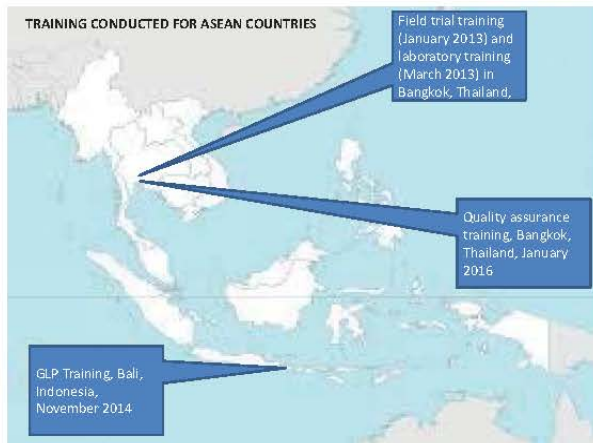 TRAINING CONDUCTED FOR ASEAN COUNTRIES
Field trial training
(January 2013) and
laboratory training
(March 2013) in
Bangkok, Thailand,
Quality assurance
training, Bangkok,
Thailand, January
2016
GLP Training, Bali,
Indonesia,
November 2014